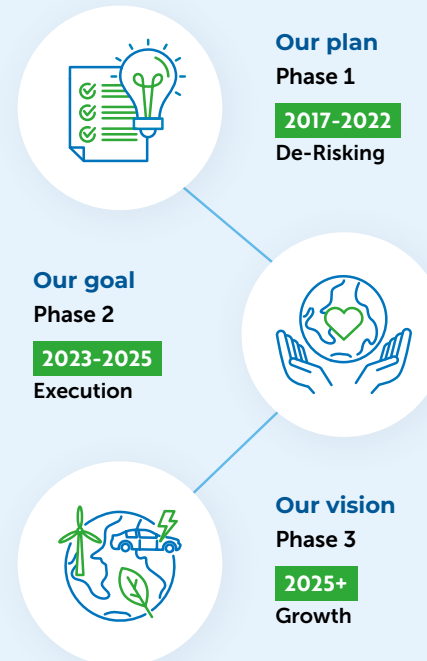 Our plan
Phase 1
2017-2022
De-Risking
Our goal
Phase 2
2023-2025
Execution
Our vision
Phase 3
2025+
Growth